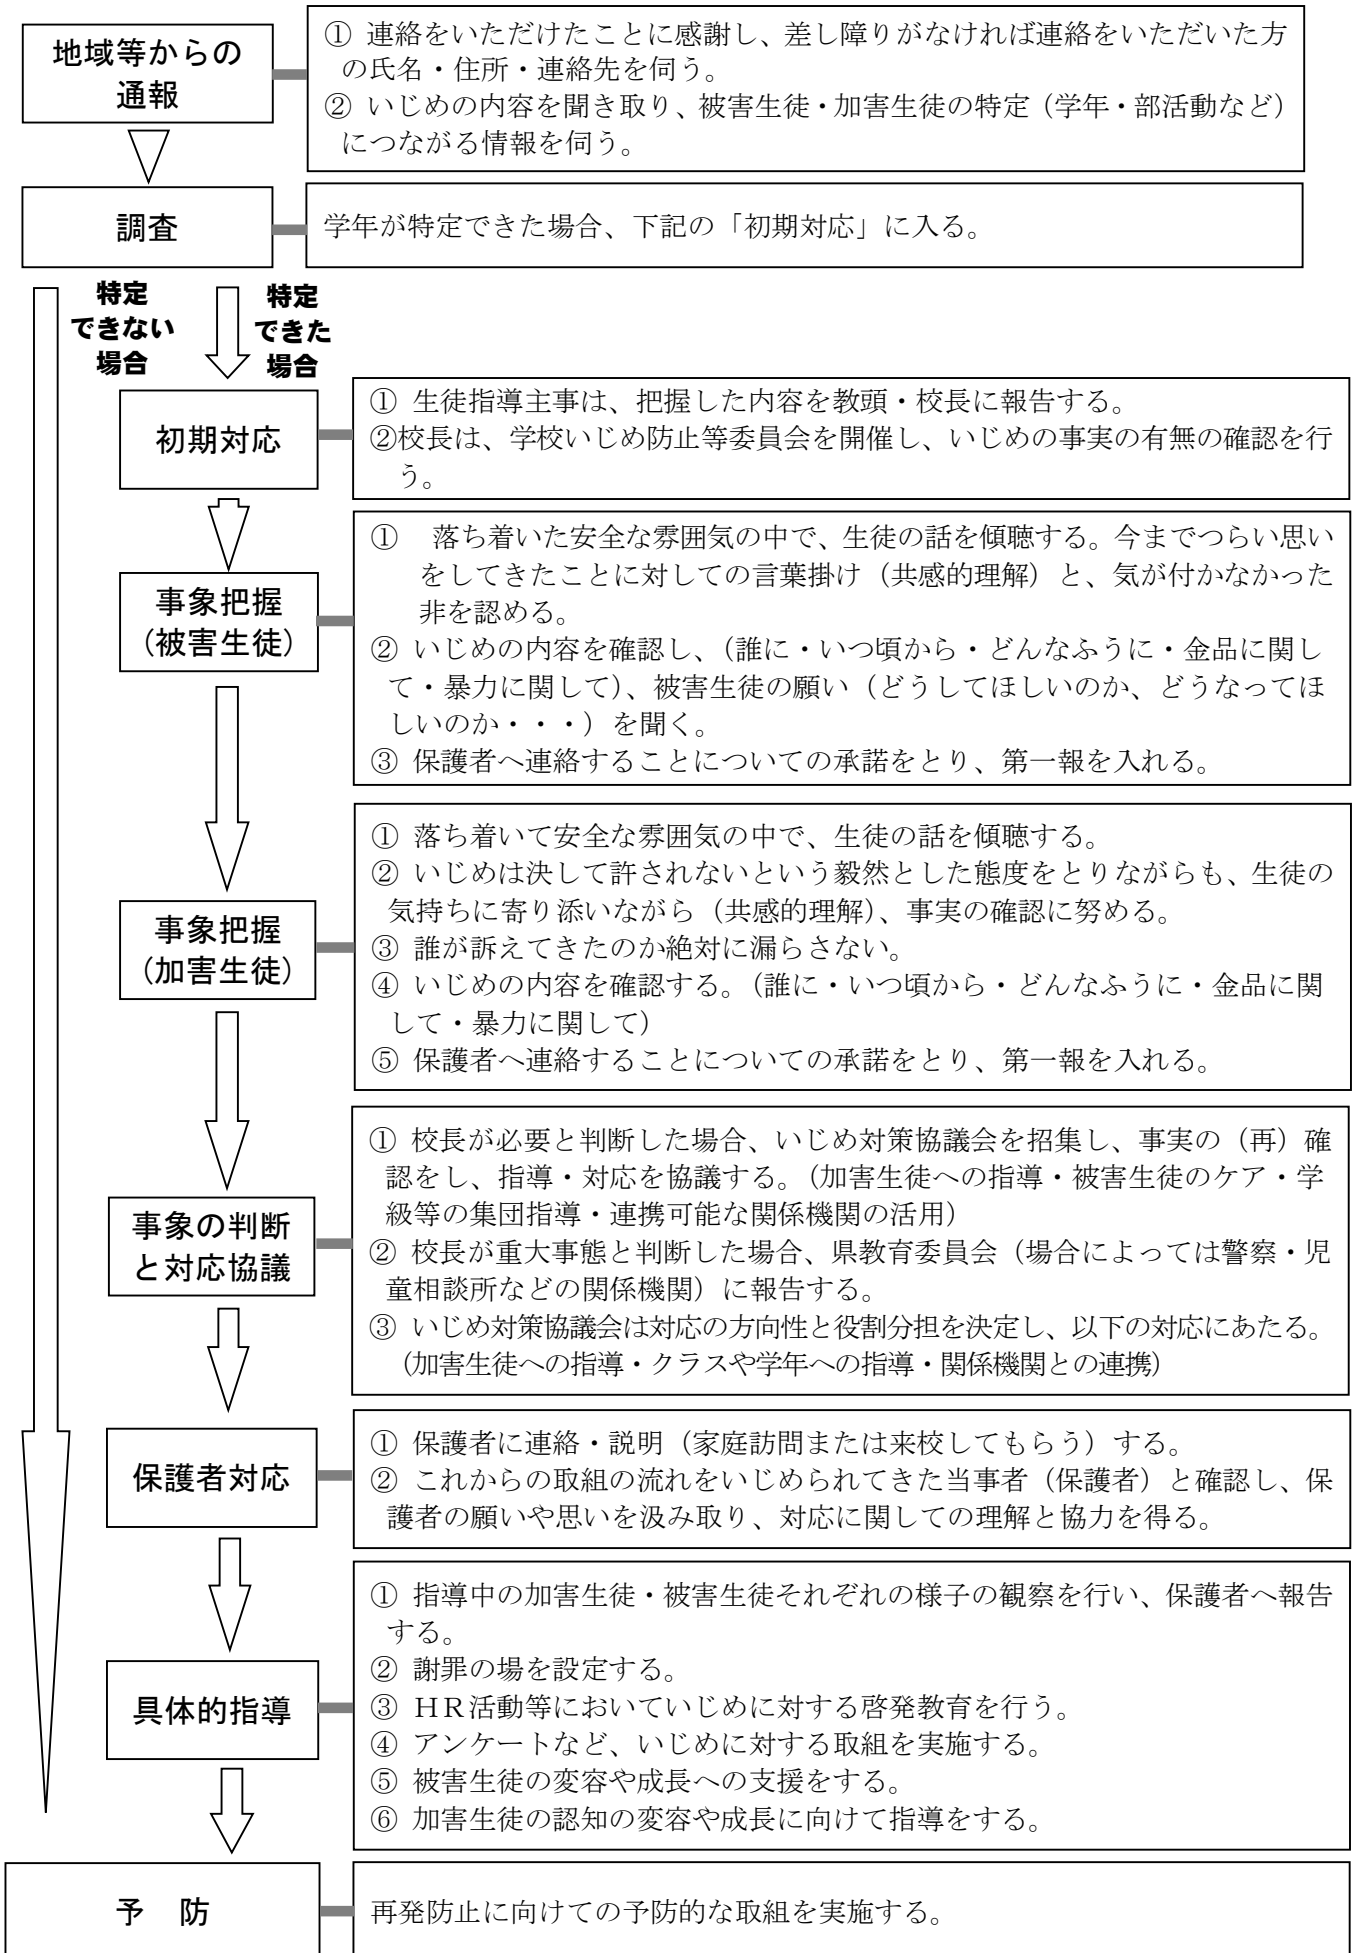 地域等からの
通報
① 連絡をいただけたことに感謝し、差し障りがなければ連絡をいただいた方
の氏名・住所・連絡先を伺う。
② いじめの内容を聞き取り、被害生徒・加害生徒の特定（学年・部活動など）
につながる情報を伺う。
調査
学年が特定できた場合、下記の「初期対応」に入る。
特定
できない
場合
特定
できた
場合
初期対応
① 生徒指導主事は、把握した内容を教頭・校長に報告する。
②校長は、学校いじめ防止等委員会を開催し、いじめの事実の有無の確認を行
う。
事象把握
（被害生徒）
① 落ち着いた安全な雰囲気の中で、生徒の話を傾聴する。今までつらい思い
をしてきたことに対しての言葉掛け（共感的理解）と、気が付かなかった
非を認める。
② いじめの内容を確認し、（誰に・いつ頃から・どんなふうに・金品に関し
て・暴力に関して）、被害生徒の願い（どうしてほしいのか、どうなってほ
しいのか・・・）を聞く。
③ 保護者へ連絡することについての承諾をとり、第一報を入れる。
事象把握
（加害生徒）
① 落ち着いて安全な雰囲気の中で、生徒の話を傾聴する。
② いじめは決して許されないという毅然とした態度をとりながらも、生徒の
気持ちに寄り添いながら（共感的理解）、事実の確認に努める。
③ 誰が訴えてきたのか絶対に漏らさない。
④ いじめの内容を確認する。（誰に・いつ頃から・どんなふうに・金品に関
して・暴力に関して）
⑤ 保護者へ連絡することについての承諾をとり、第一報を入れる。
事象の判断
と対応協議
① 校長が必要と判断した場合、いじめ対策協議会を招集し、事実の（再）確
認をし、指導・対応を協議する。（加害生徒への指導・被害生徒のケア・学
級等の集団指導・連携可能な関係機関の活用）
② 校長が重大事態と判断した場合、県教育委員会（場合によっては警察・児
童相談所などの関係機関）に報告する。
③ いじめ対策協議会は対応の方向性と役割分担を決定し、以下の対応にあたる。
（加害生徒への指導・クラスや学年への指導・関係機関との連携）
保護者対応
① 保護者に連絡・説明（家庭訪問または来校してもらう）する。
② これからの取組の流れをいじめられてきた当事者（保護者）と確認し、保
護者の願いや思いを汲み取り、対応に関しての理解と協力を得る。
具体的指導
① 指導中の加害生徒・被害生徒それぞれの様子の観察を行い、保護者へ報告
する。
② 謝罪の場を設定する。
③ ＨＲ活動等においていじめに対する啓発教育を行う。
④ アンケートなど、いじめに対する取組を実施する。
⑤ 被害生徒の変容や成長への支援をする。
⑥ 加害生徒の認知の変容や成長に向けて指導をする。
予　防
再発防止に向けての予防的な取組を実施する。